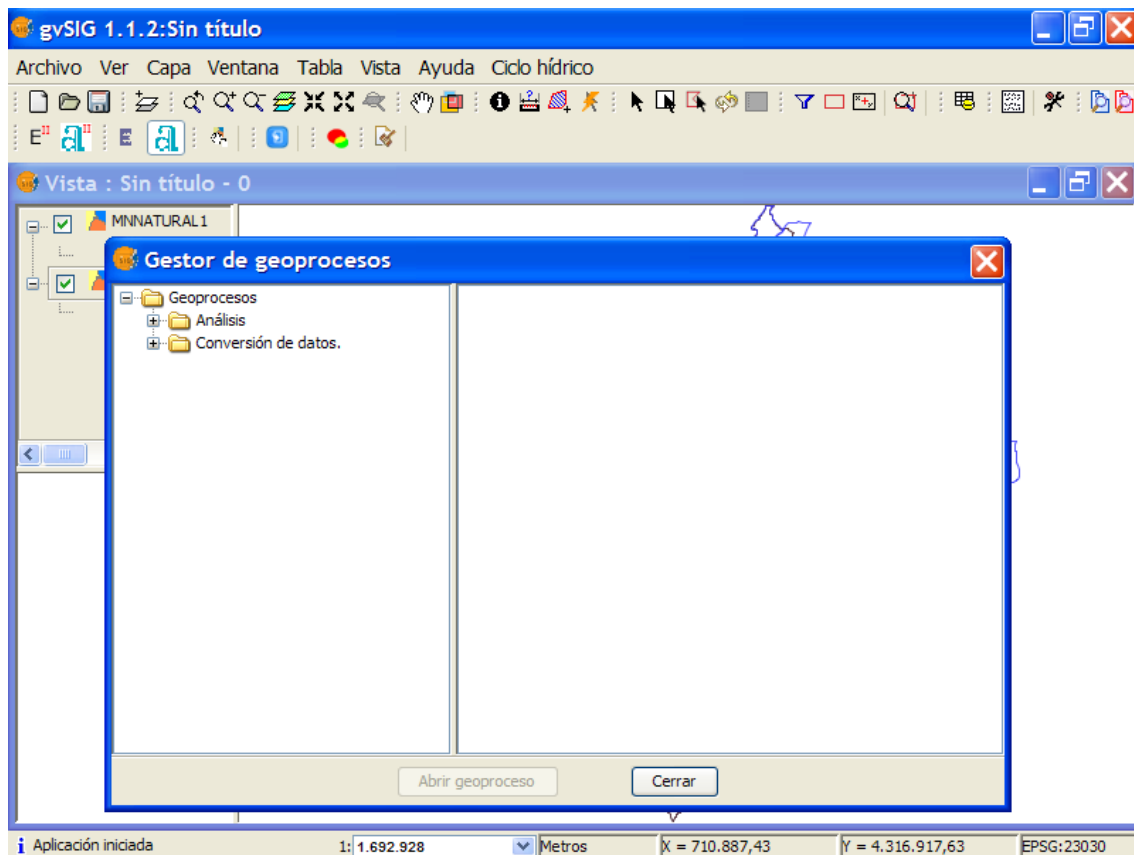 gvSIG 1.1.2:Sin título
Archivo Ver Capa Ventana Tabla Vista Ayuda Ciclo hídrico
Vista : Sin título - 0
MNNATURAL1
Gestor de geoprocesos
Geoprocesos
Análisis
Conversión de datos.
Abrir geoproceso Cerrar
Aplicación iniciada 1: 1.692.928 Metros X = 710.887,43 Y = 4.316.917,63 EPSG:23030